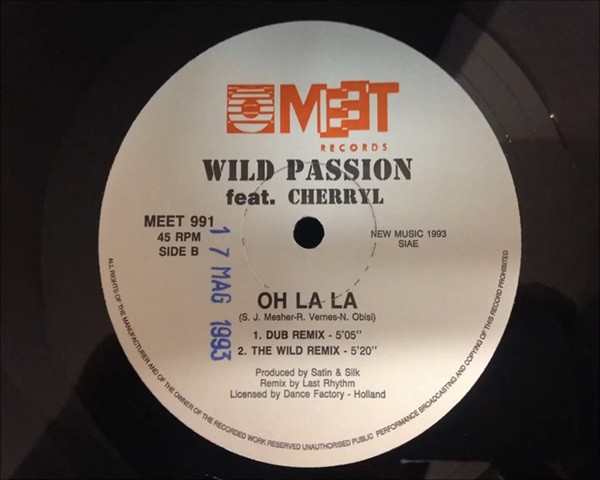 MEET
RECORDS
WILD PASSION
feat. CHERRYL
MEET 991
45 RPM
SIDE B
NEW MUSIC 1993
SIAE
17 MAG 1993
OH LA LA
(S. J. Mesher-R. Vernes-N. Obisi)
1. DUB REMIX - 5'05"
2. THE WILD REMIX - 5'20"
Produced by Satin & Silk
Remix by Last Rhythm
Licensed by Dance Factory - Holland
ALL RIGHTS OF THE MANUFACTURER AND OF THE OWNER OF THE RECORDED WORK RESERVED UNAUTHORISED PUBLIC PERFORMANCE BROADCASTING AND COPYING OF THIS RECORD PROHIBITED